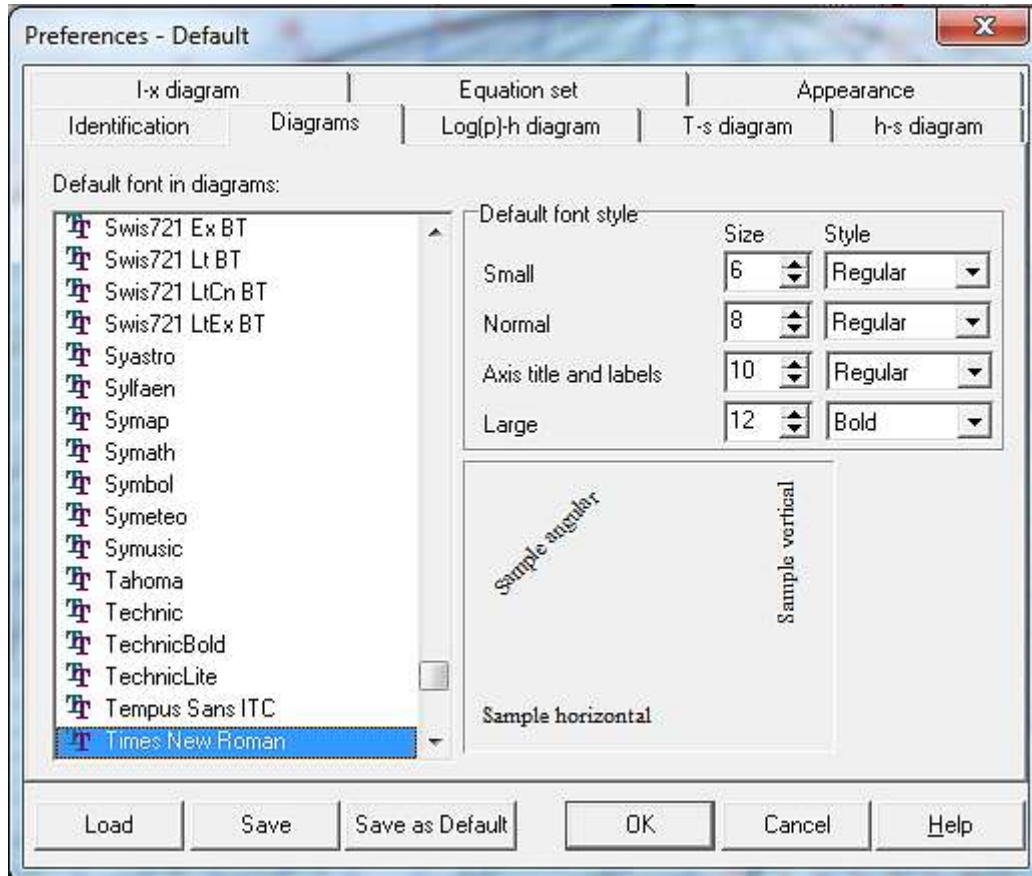 Preferences - Default
I-x diagram Equation set Appearance
Identification Diagrams Log(p)-h diagram T-s diagram h-s diagram
Default font in diagrams:
Swis721 Ex BT
Swis721 Lt BT
Swis721 LtCn BT
Swis721 LtEx BT
Syastro
Sylfaen
Symap
Symath
Symbol
Symeteo
Symusic
Tahoma
Technic
TechnicBold
TechnicLite
Tempus Sans ITC
Times New Roman
Default font style
Size Style
Small 6 Regular
Normal 8 Regular
Axis title and labels 10 Regular
Large 12 Bold
Sample angular
Sample vertical
Sample horizontal
Load Save Save as Default OK Cancel Help